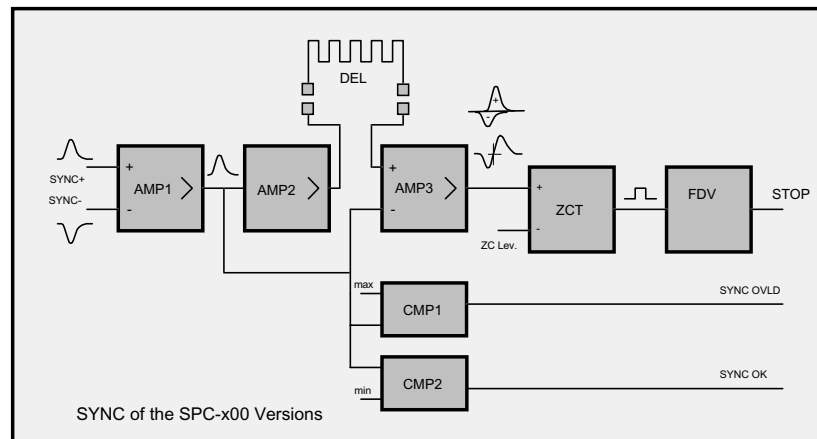 DEL
+
-
SYNC+
SYNC-
+
-
AMP1
AMP2
+
-
AMP3
+
-
ZC Lev.
ZCT
FDV
STOP
max
CMP1
SYNC OVLD
min
CMP2
SYNC OK
SYNC of the SPC-x00 Versions